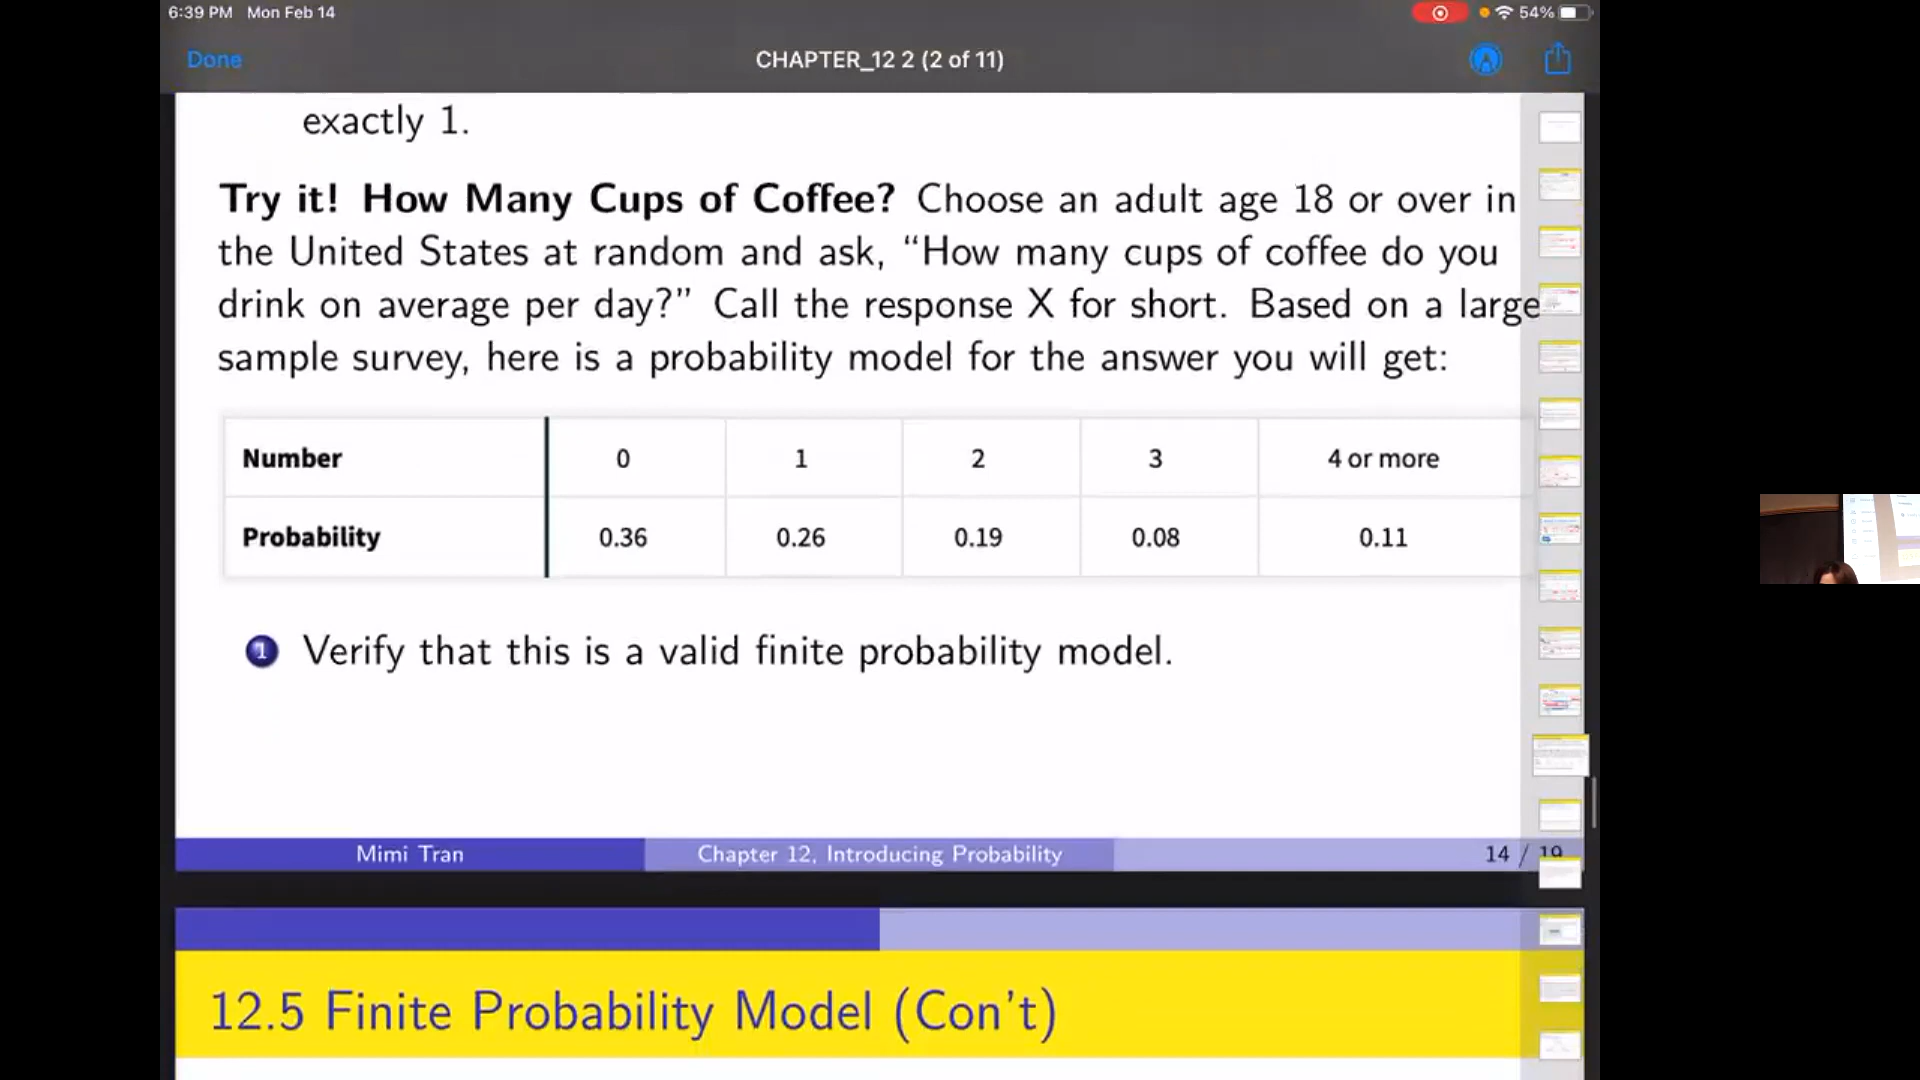 6:39 PM Mon Feb 14
54%
Done
CHAPTER_12 2 (2 of 11)
exactly 1.
Try it! How Many Cups of Coffee? Choose an adult age 18 or over in
the United States at random and ask, “How many cups of coffee do you
drink on average per day?” Call the response X for short. Based on a large
sample survey, here is a probability model for the answer you will get:
Number 0 1 2 3 4 or more
Probability 0.36 0.26 0.19 0.08 0.11
1 Verify that this is a valid finite probability model.
Mimi Tran Chapter 12, Introducing Probability 14 / 19
12.5 Finite Probability Model (Con’t)